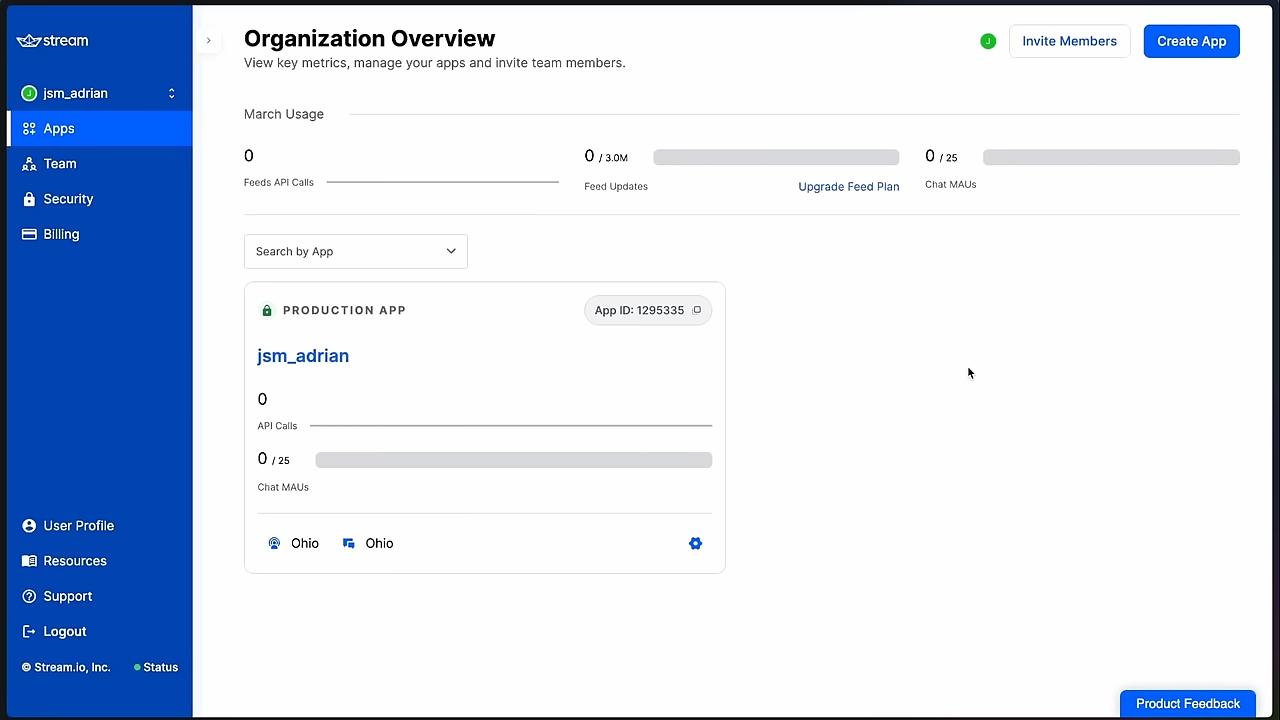 stream
jsm_adrian
Apps
Team
Security
Billing
User Profile
Resources
Support
Logout
© Stream.io, Inc. Status
Organization Overview
View key metrics, manage your apps and invite team members.
J Invite Members Create App
March Usage
0
Feeds API Calls
0 / 3.0M
Feed Updates Upgrade Feed Plan
0 / 25
Chat MAUs
Search by App
PRODUCTION APP App ID: 1295335
jsm_adrian
0
API Calls
0 / 25
Chat MAUs
Ohio Ohio
Product Feedback